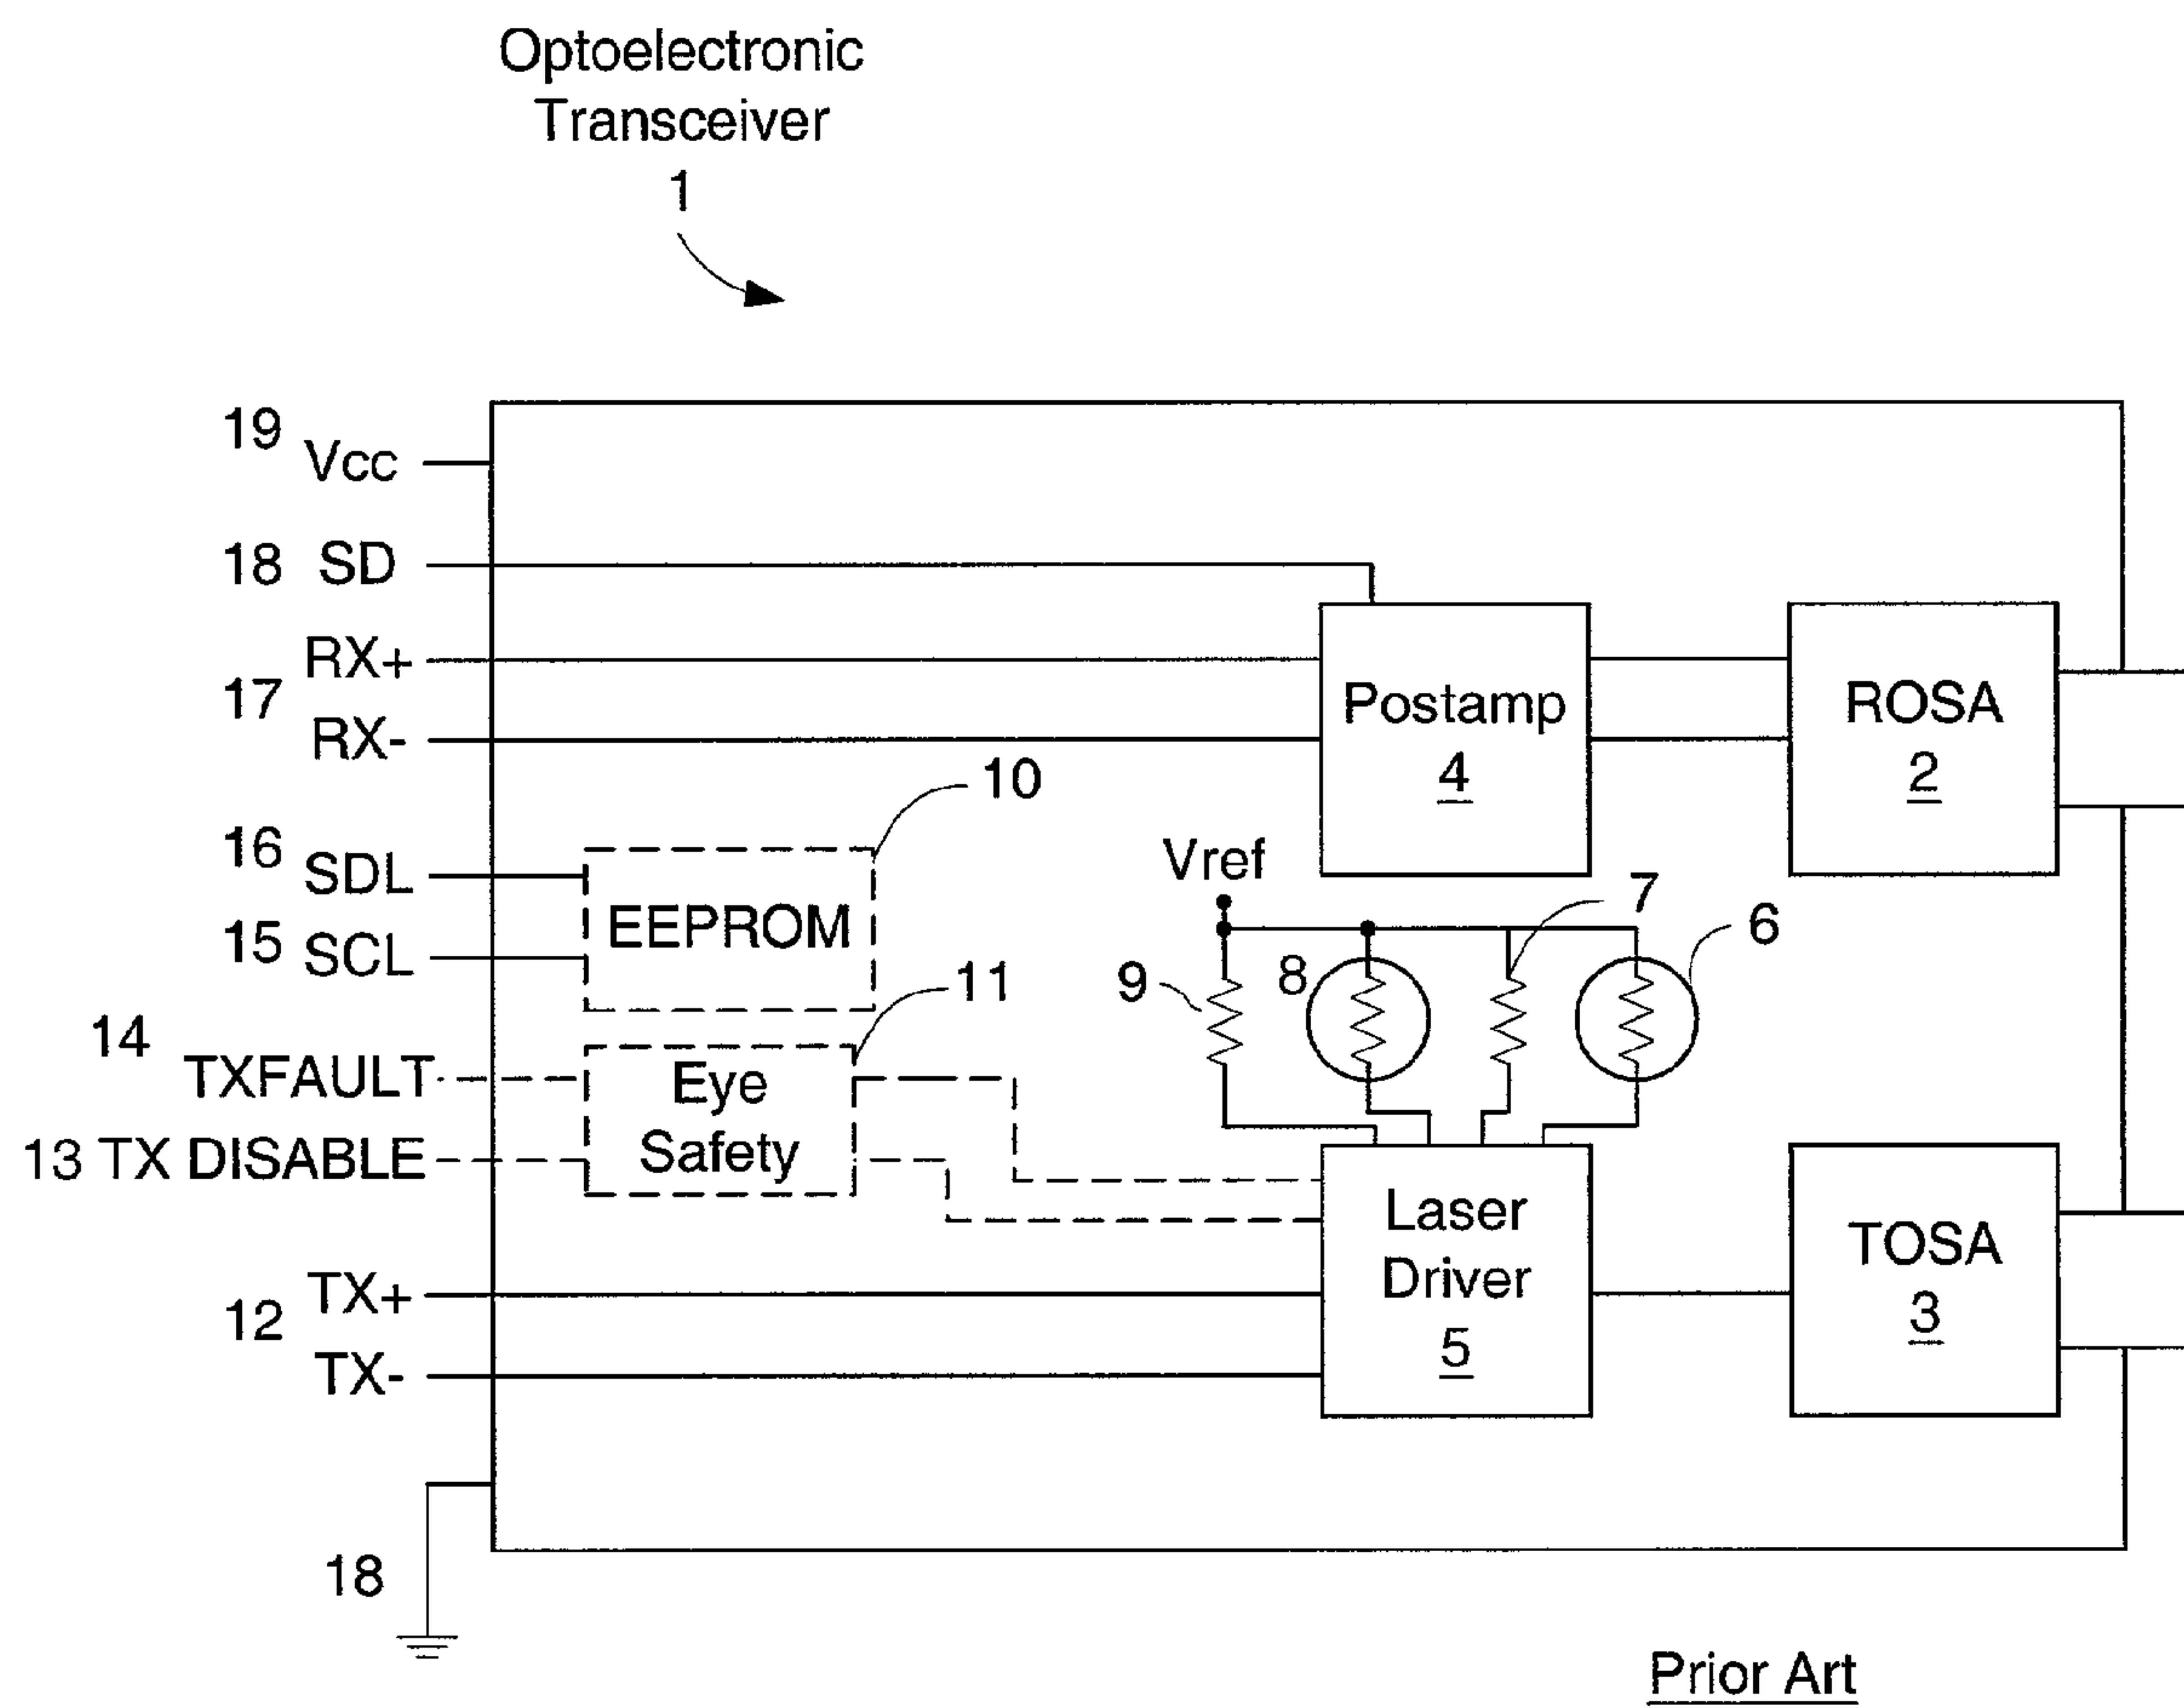 Optoelectronic
Transceiver
1
19
Vcc
18 SD
RX+
17
RX-
Postamp
4
ROSA
2
10
16
SDL
15
SCL
EEPROM
Vref
7
6
9
8
11
14
TXFAULT
13 TX DISABLE
Eye
Safety
Laser
Driver
5
TOSA
3
TX+
12
TX-
18
Prior Art